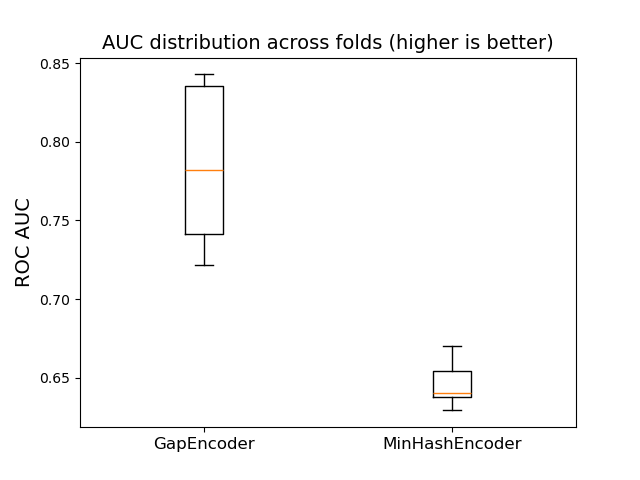 AUC distribution across folds (higher is better)
0.85
0.80
0.75
0.70
0.65
ROC AUC
GapEncoder
MinHashEncoder